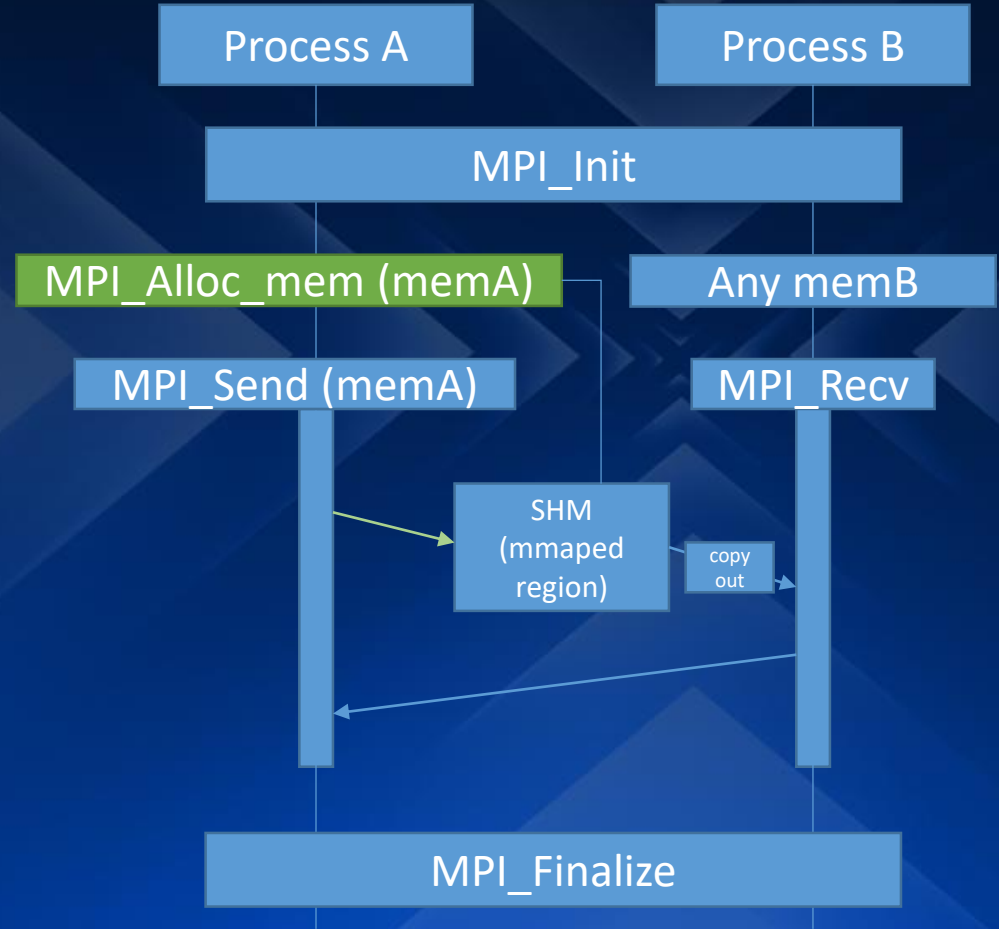 Process A
Process B
MPI_Init
MPI_Alloc_mem (memA)
Any memB
MPI_Send (memA)
MPI_Recv
SHM
(mmaped
region)
copy
out
MPI_Finalize